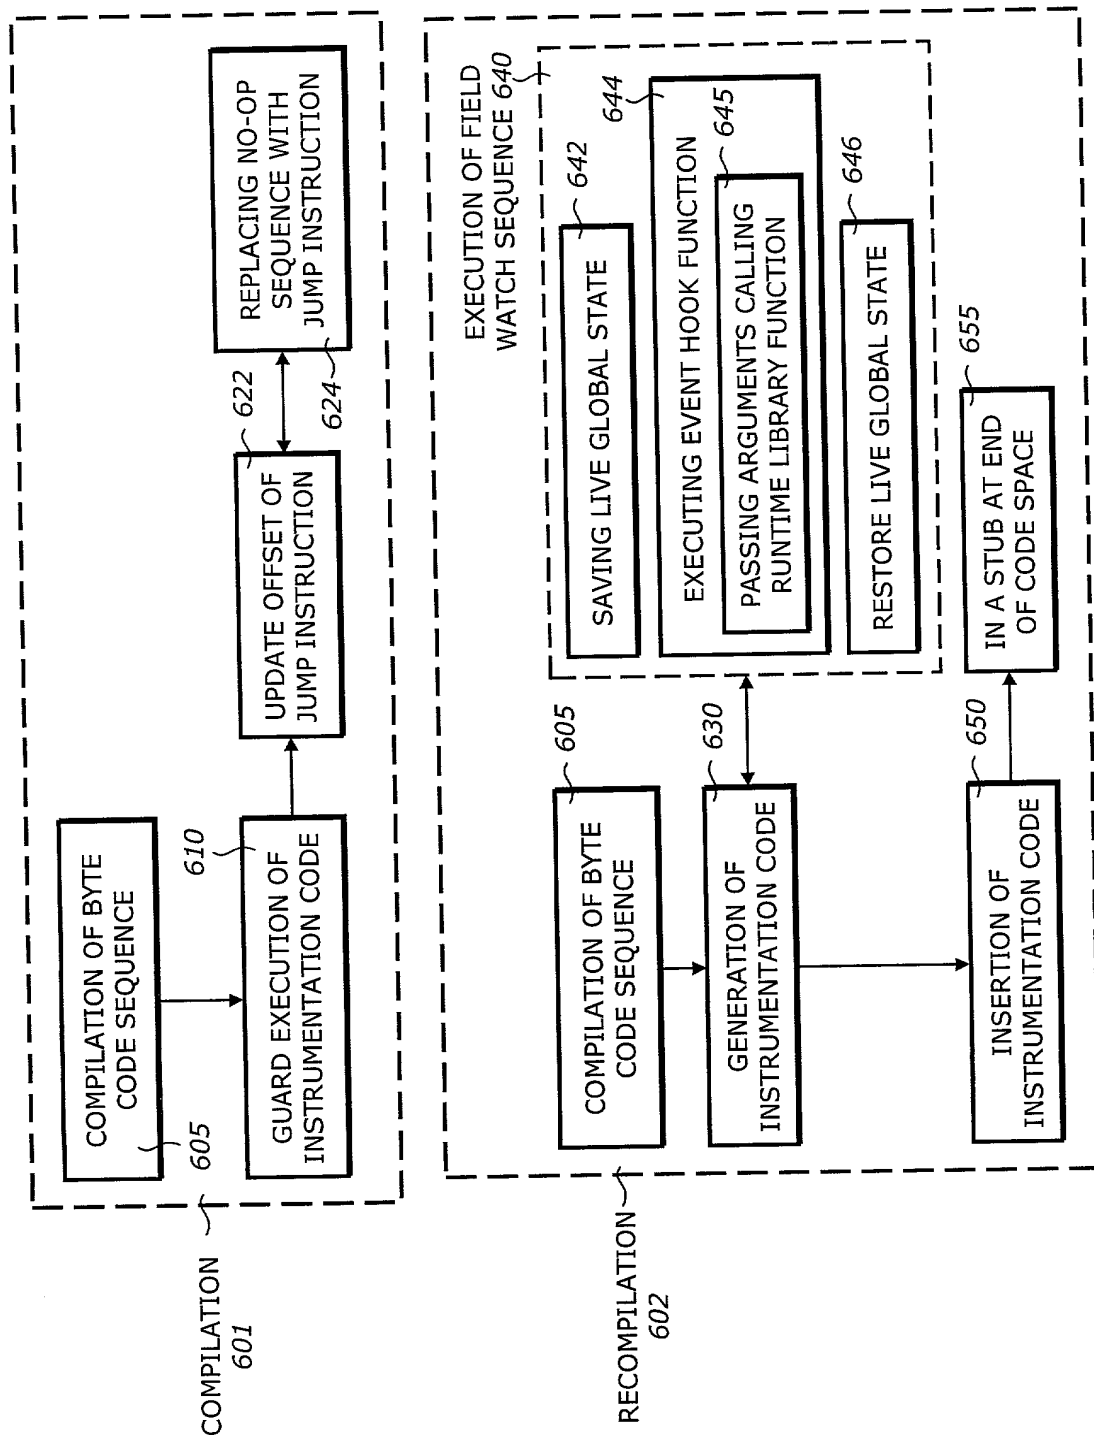 COMPILATION
601
COMPILATION OF BYTE
CODE SEQUENCE
605
GUARD EXECUTION OF
INSTRUMENTATION CODE
610
UPDATE OFFSET OF
JUMP INSTRUCTION
622
REPLACING NO-OP
SEQUENCE WITH
JUMP INSTRUCTION
624
RECOMPILATION
602
COMPILATION OF BYTE
CODE SEQUENCE
605
GENERATION OF
INSTRUMENTATION CODE
630
EXECUTION OF FIELD
WATCH SEQUENCE 640
SAVING LIVE GLOBAL STATE
642
EXECUTING EVENT HOOK FUNCTION
644
PASSING ARGUMENTS CALLING
RUNTIME LIBRARY FUNCTION
645
RESTORE LIVE GLOBAL STATE
646
INSERTION OF
INSTRUMENTATION CODE
650
IN A STUB AT END
OF CODE SPACE
655